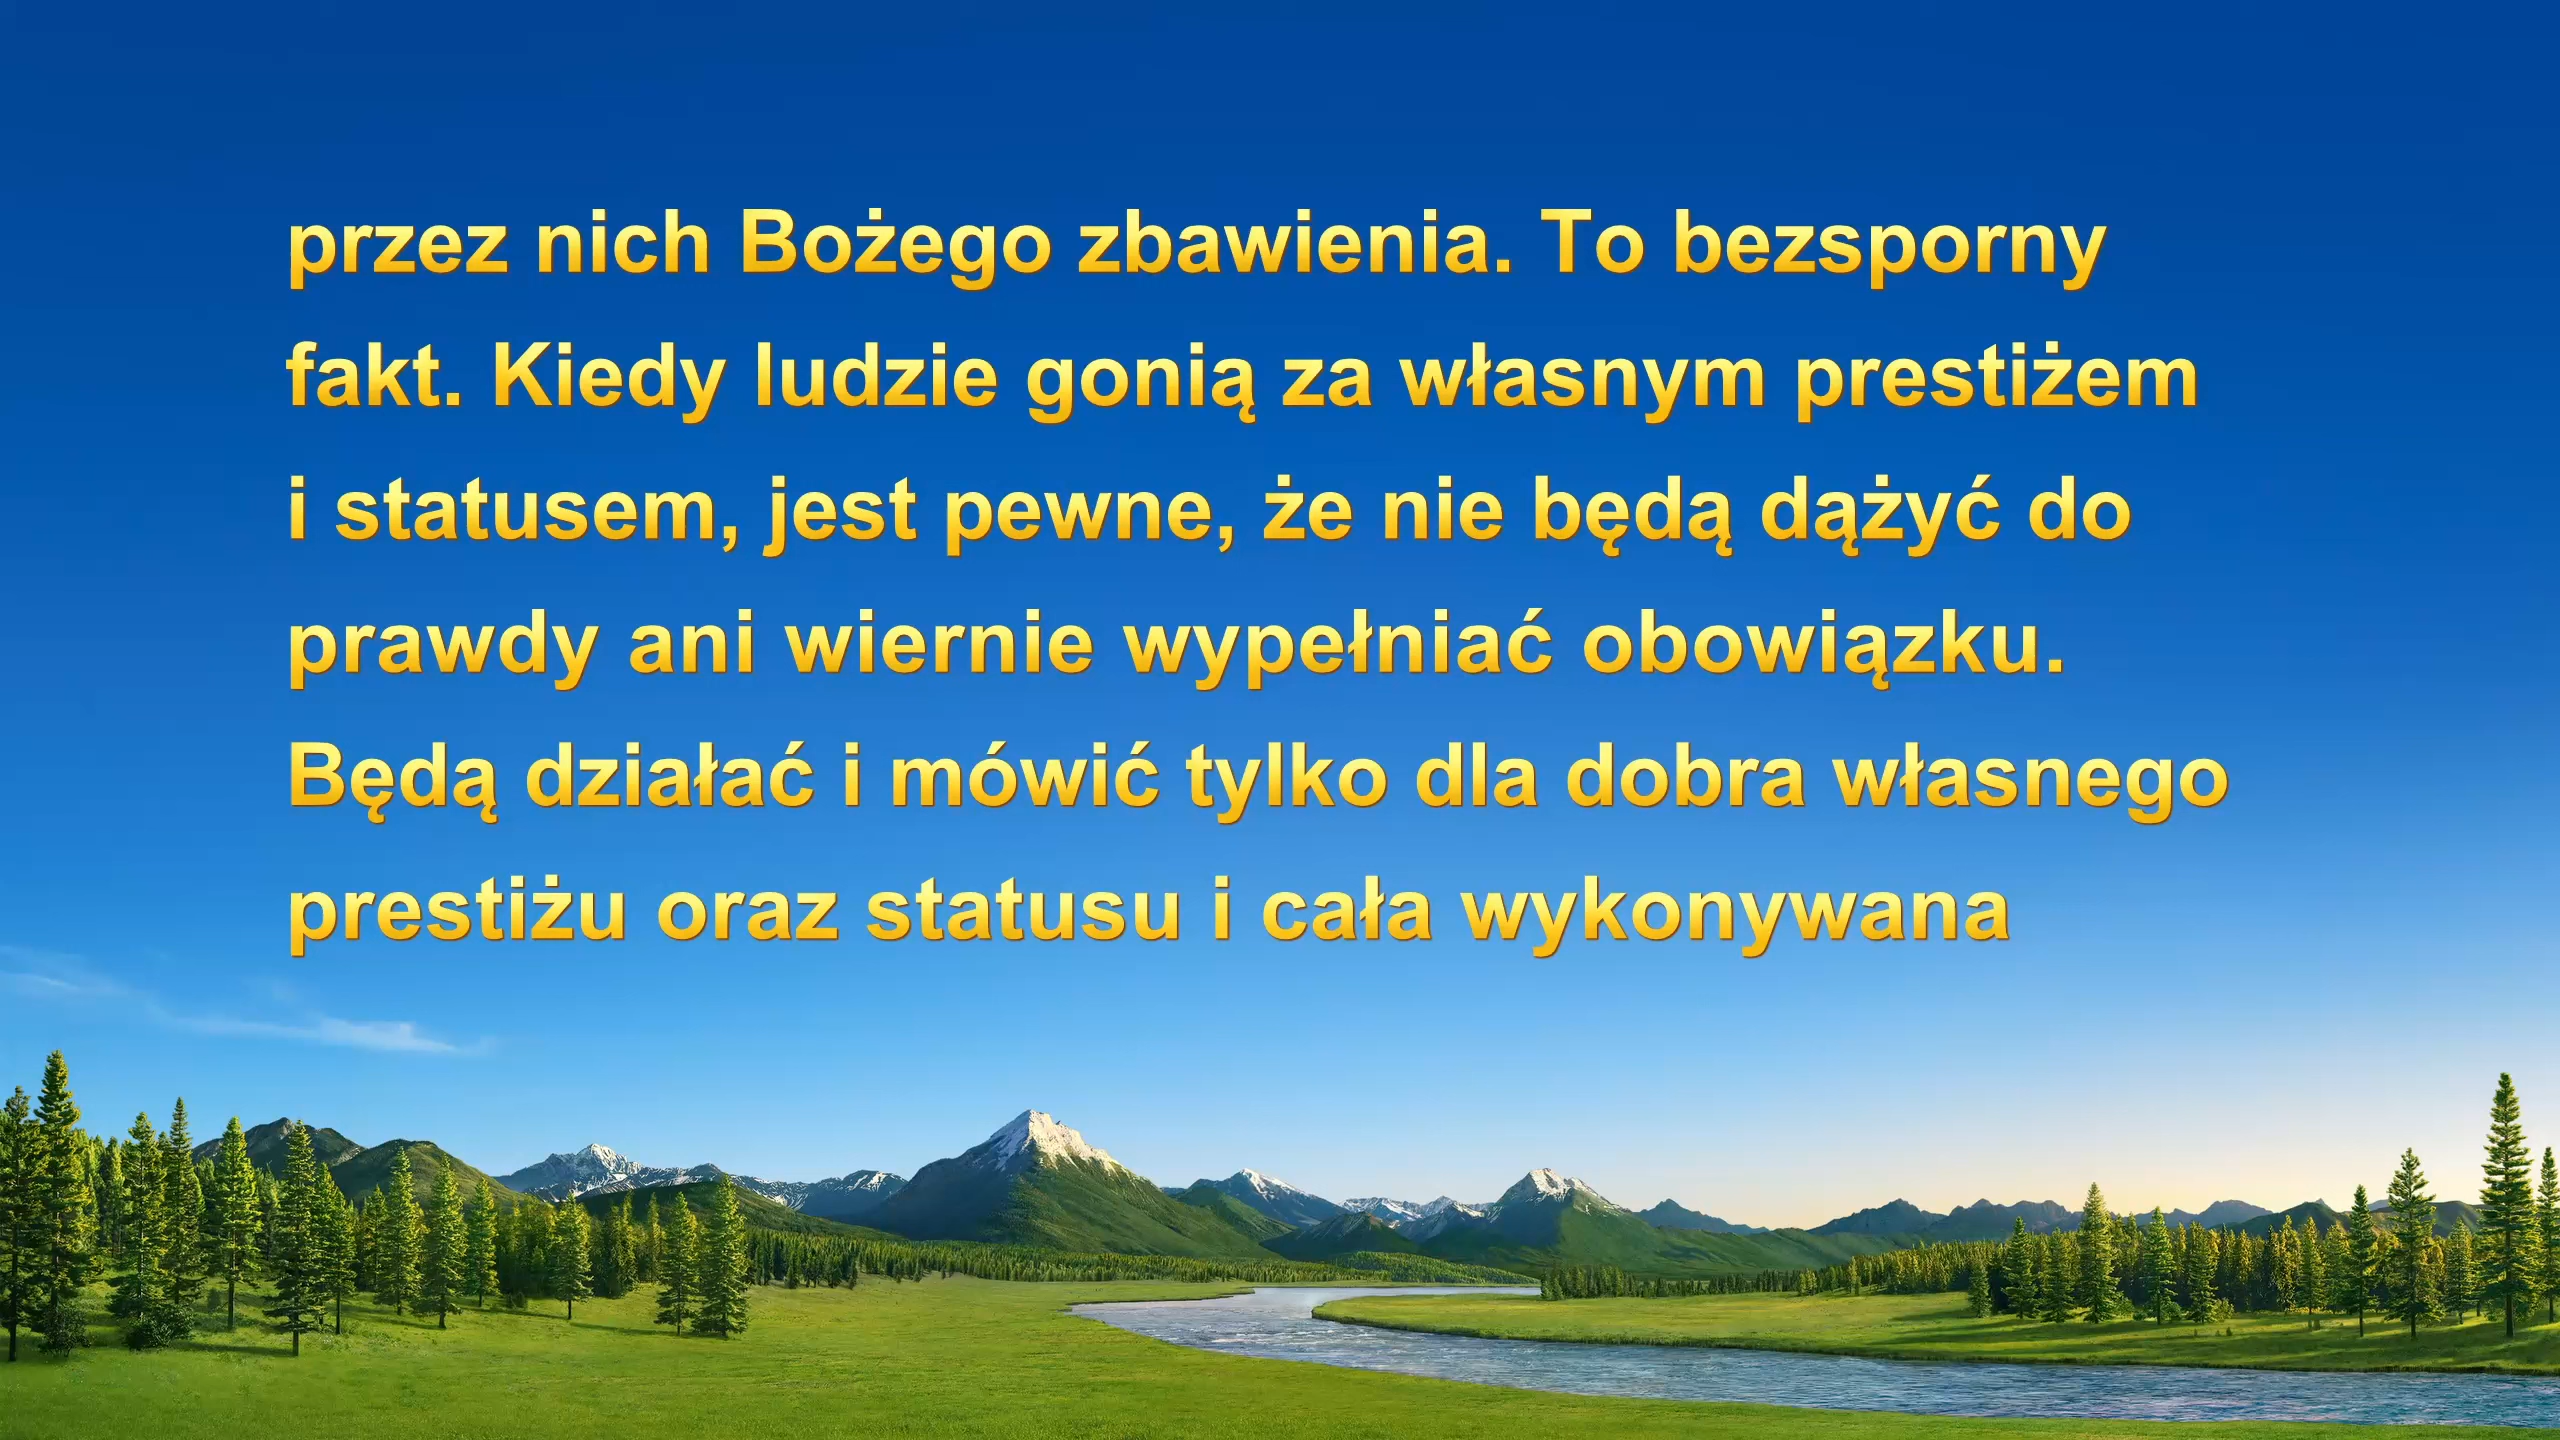 przez nich Bożego zbawienia. To bezsporny
fakt. Kiedy ludzie gonią za własnym prestiżem
i statusem, jest pewne, że nie będą dążyć do
prawdy ani wiernie wypełniać obowiązku.
Będą działać i mówić tylko dla dobra własnego
prestiżu oraz statusu i cała wykonywana